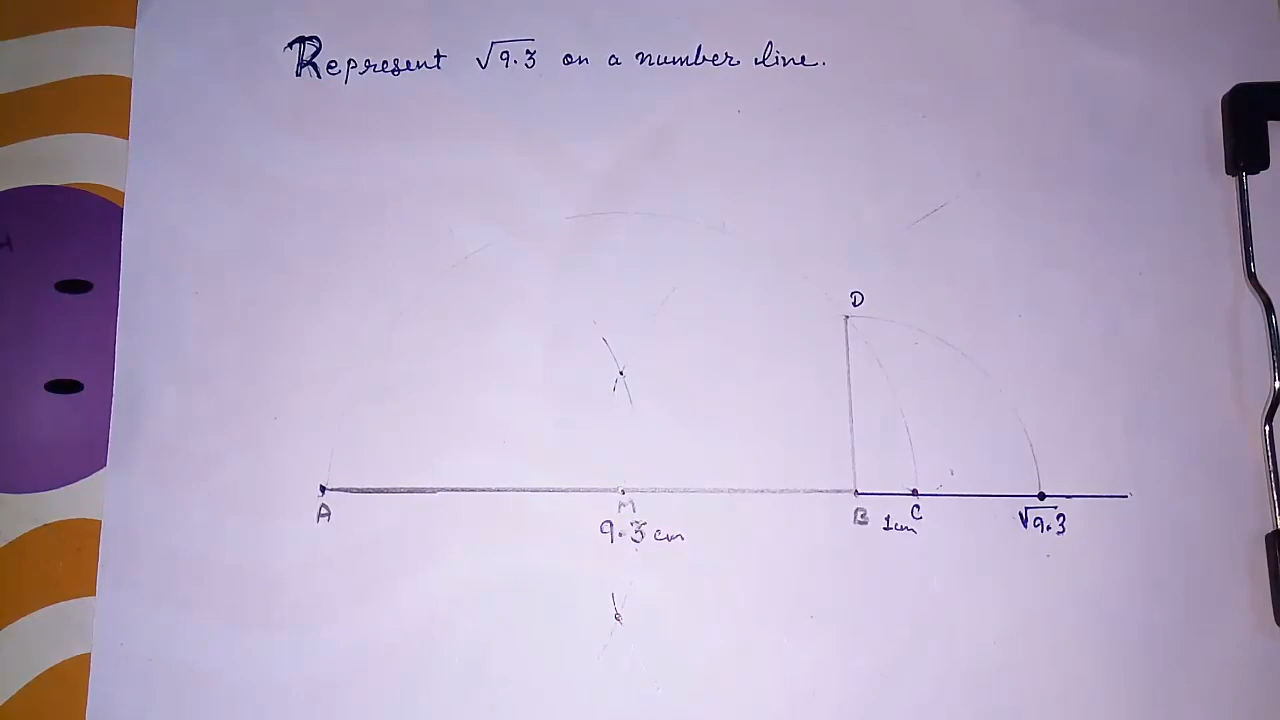 Represent √9.3 on a number line.
D
A
M
B
C
9.3 cm
1cm
√9.3